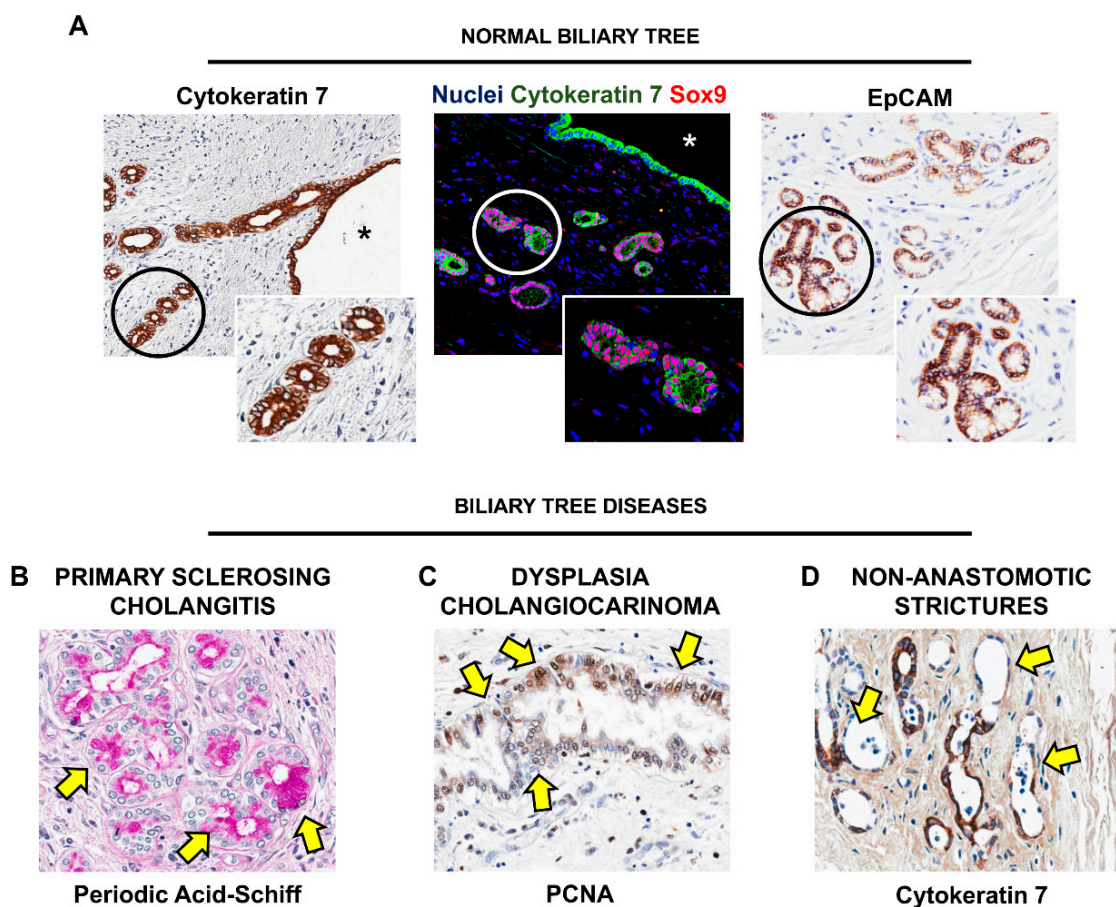 A
NORMAL BILIARY TREE
Cytokeratin 7
Nuclei Cytokeratin 7 Sox9
EpCAM
*
*
BILIARY TREE DISEASES
B PRIMARY SCLEROSING
CHOLANGITIS
C DYSPLASIA
CHOLANGIOCARINOMA
D NON-ANASTOMOTIC
STRICTURES
Periodic Acid-Schiff
PCNA
Cytokeratin 7